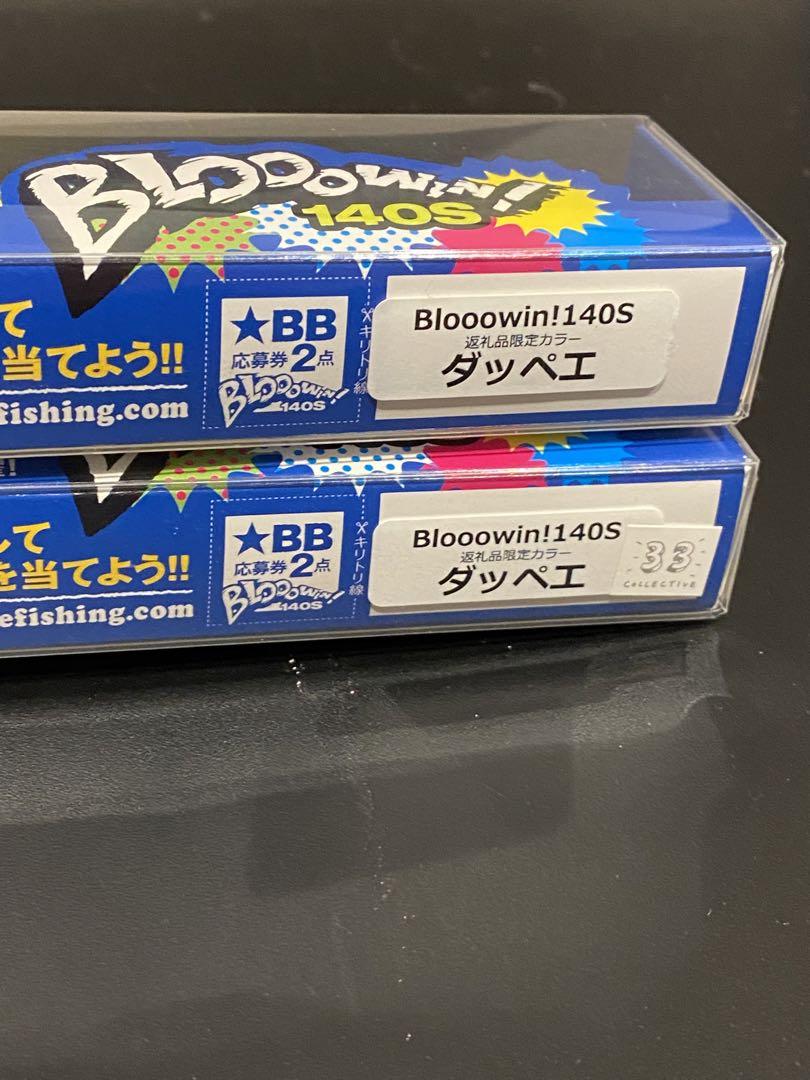 BLOOOWIN!
140S
て
当てよう!!
efishing.com
★BB
応募券2点
BLOOOWIN!
140S
✂キリトリ線
Blooowin!140S
返礼品限定カラー
ダッペエ
して
を当てよう!!
efishing.com
★BB
応募券2点
BLOOOWIN!
140S
✂キリトリ線
Blooowin!140S
返礼品限定カラー
ダッペエ
33
COLLECTIVE